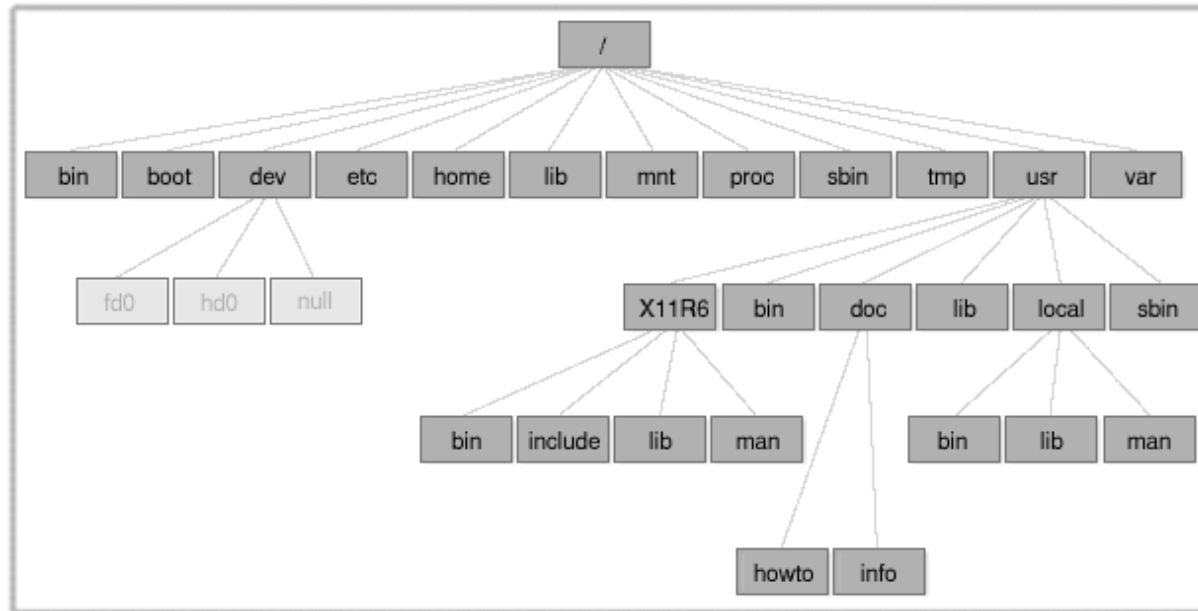 /
bin boot dev etc home lib mnt proc sbin tmp usr var
fd0 hd0 null X11R6 bin doc lib local sbin
bin include lib man bin lib man
howto info